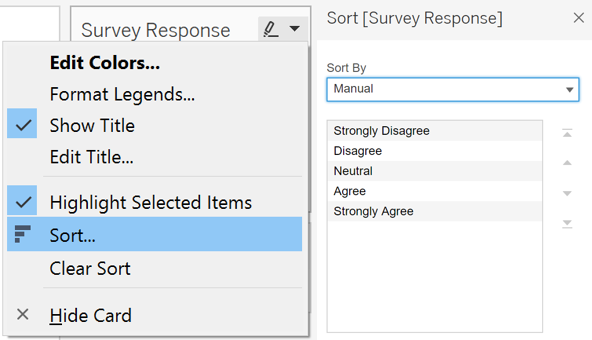 Survey Response
Edit Colors...
Format Legends...
Show Title
Edit Title...
Highlight Selected Items
Sort...
Clear Sort
Hide Card
Sort [Survey Response]
Sort By
Manual
Strongly Disagree
Disagree
Neutral
Agree
Strongly Agree